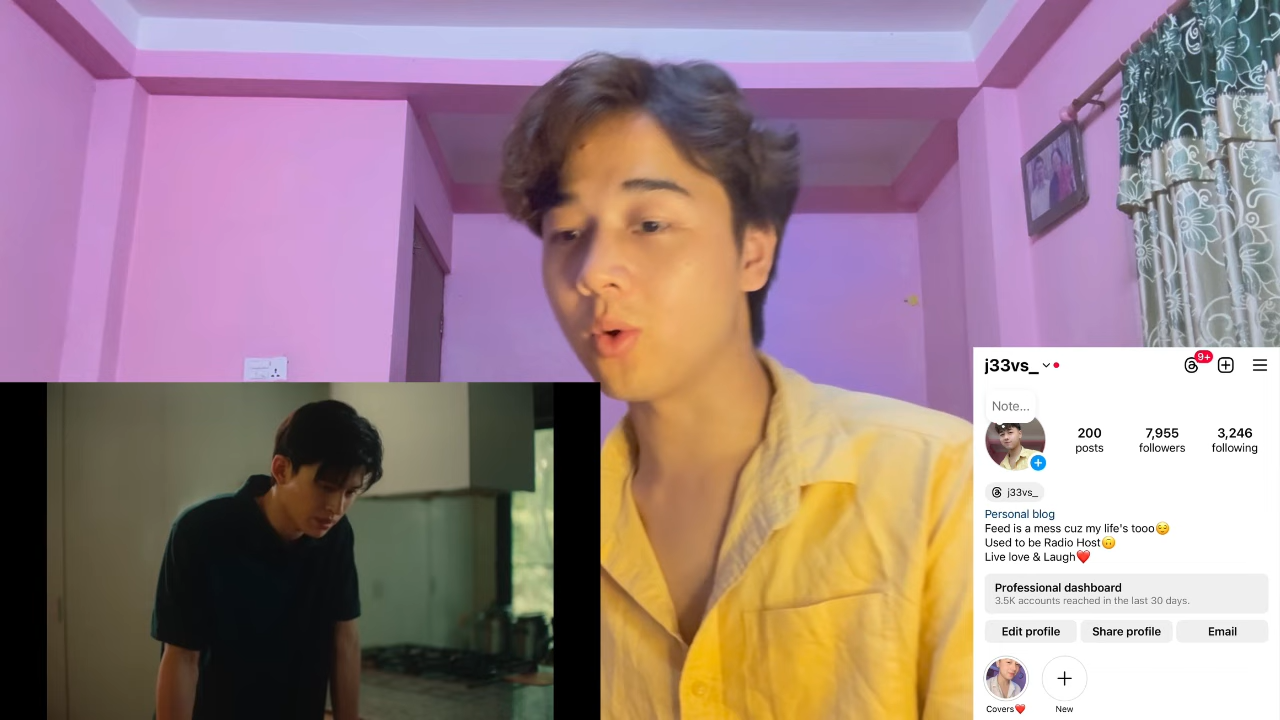 j33vs_
9+
Note...
200
posts
7,955
followers
3,246
following
j33vs_
Personal blog
Feed is a mess cuz my life's tooo😌
Used to be Radio Host🙃
Live love & Laugh❤️
Professional dashboard
3.5K accounts reached in the last 30 days.
Edit profile
Share profile
Email
Covers❤️
New